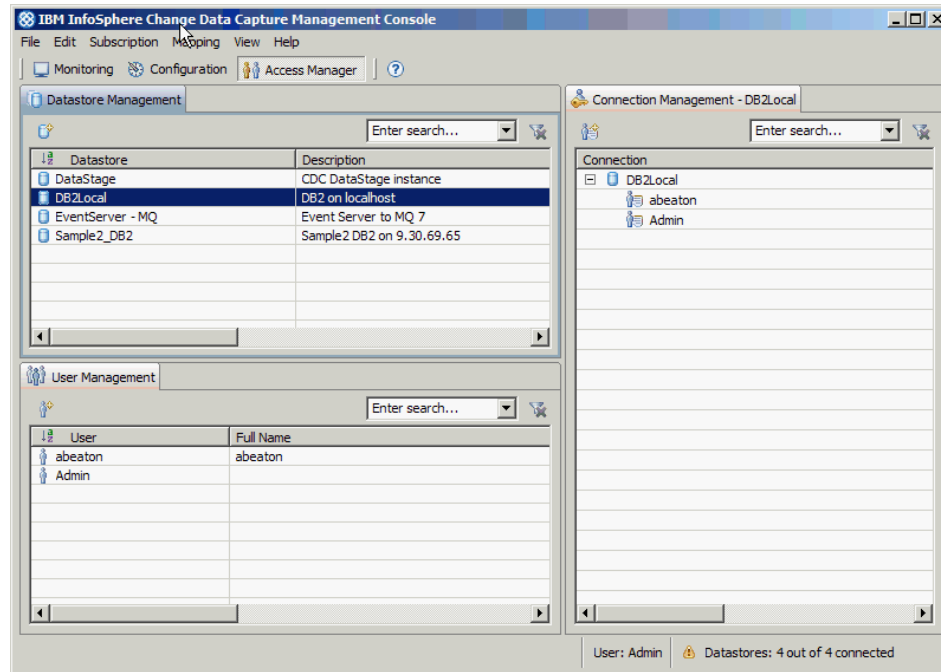 IBM InfoSphere Change Data Capture Management Console
File Edit Subscription Mapping View Help
Monitoring Configuration Access Manager
Datastore Management
Enter search...
Datastore Description
DataStage CDC DataStage instance
DB2Local DB2 on localhost
EventServer - MQ Event Server to MQ 7
Sample2_DB2 Sample2 DB2 on 9.30.69.65
User Management
Enter search...
User Full Name
abeaton abeaton
Admin
Connection Management - DB2Local
Enter search...
Connection
DB2Local
abeaton
Admin
User: Admin Datastores: 4 out of 4 connected